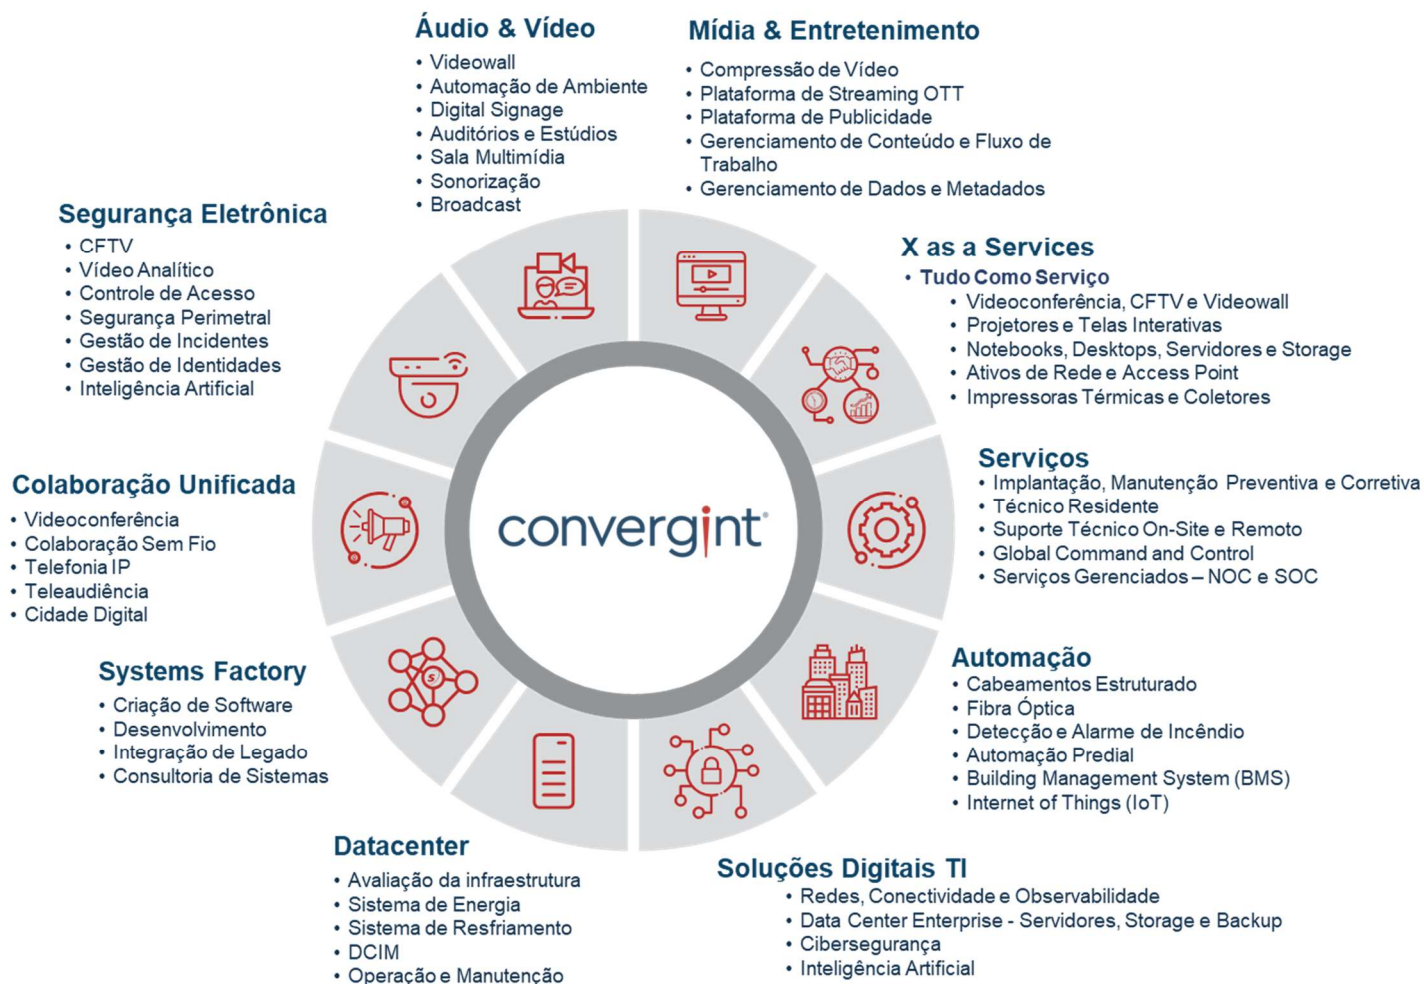 Áudio & Vídeo
• Videowall
• Automação de Ambiente
• Digital Signage
• Auditórios e Estúdios
• Sala Multimídia
• Sonorização
• Broadcast
Mídia & Entretenimento
• Compressão de Vídeo
• Plataforma de Streaming OTT
• Plataforma de Publicidade
• Gerenciamento de Conteúdo e Fluxo de
Trabalho
• Gerenciamento de Dados e Metadados
Segurança Eletrônica
• CFTV
• Vídeo Analítico
• Controle de Acesso
• Segurança Perimetral
• Gestão de Incidentes
• Gestão de Identidades
• Inteligência Artificial
X as a Services
• Tudo Como Serviço
• Videoconferência, CFTV e Videowall
• Projetores e Telas Interativas
• Notebooks, Desktops, Servidores e Storage
• Ativos de Rede e Access Point
• Impressoras Térmicas e Coletores
Colaboração Unificada
• Videoconferência
• Colaboração Sem Fio
• Telefonia IP
• Teleaudiência
• Cidade Digital
convergint®
Serviços
• Implantação, Manutenção Preventiva e Corretiva
• Técnico Residente
• Suporte Técnico On-Site e Remoto
• Global Command and Control
• Serviços Gerenciados – NOC e SOC
Systems Factory
• Criação de Software
• Desenvolvimento
• Integração de Legado
• Consultoria de Sistemas
Automação
• Cabeamentos Estruturado
• Fibra Óptica
• Detecção e Alarme de Incêndio
• Automação Predial
• Building Management System (BMS)
• Internet of Things (IoT)
Datacenter
• Avaliação da infraestrutura
• Sistema de Energia
• Sistema de Resfriamento
• DCIM
• Operação e Manutenção
Soluções Digitais TI
• Redes, Conectividade e Observabilidade
• Data Center Enterprise - Servidores, Storage e Backup
• Cibersegurança
• Inteligência Artificial